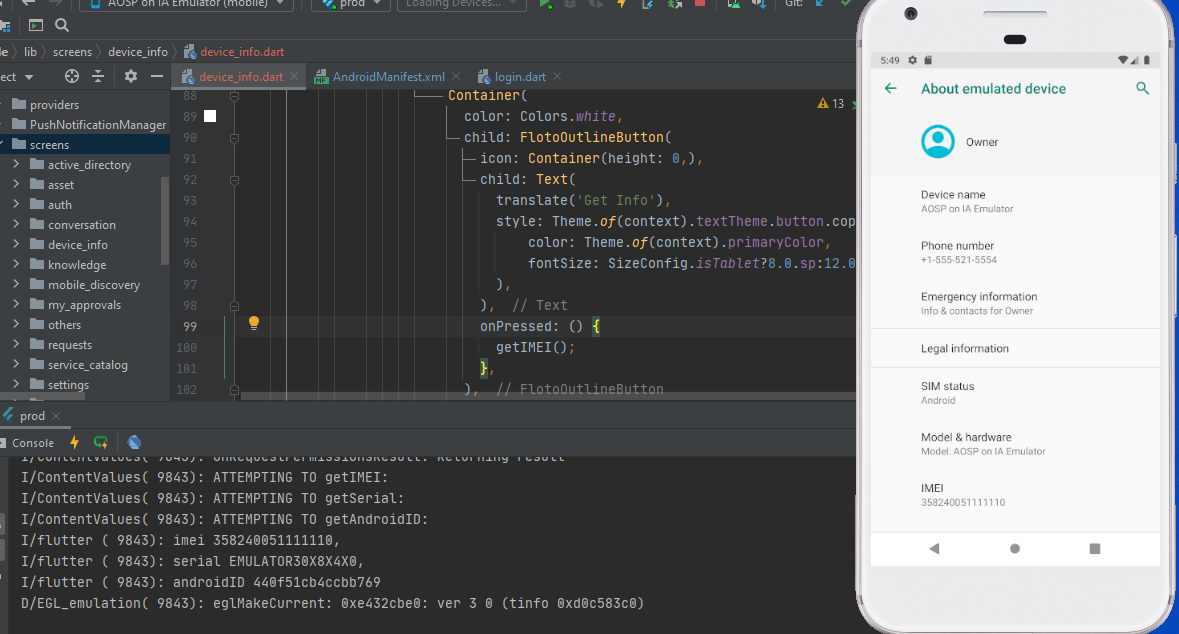 AOSP on IA Emulator (mobile)
prod
Loading Devices...
Git:
lib
screens
device_info
device_info.dart
ect
device_info.dart
AndroidManifest.xml
login.dart
providers
PushNotificationManager
screens
active_directory
asset
auth
conversation
device_info
knowledge
mobile_discovery
my_approvals
others
requests
service_catalog
settings
13
88 Container(
89 color: Colors.white,
90 child: FlotoOutlineButton(
91 icon: Container(height: 0,),
92 child: Text(
93 translate('Get Info'),
94 style: Theme.of(context).textTheme.button.cop
95 color: Theme.of(context).primaryColor,
96 fontSize: SizeConfig.isTablet?8.0.sp:12.0
97 ),
98 ), // Text
99 onPressed: () {
100 getIMEI();
101 },
102 ), // FlotoOutlineButton
prod
Console
I/ContentValues( 9843): onRequestPermissionsResult: Returning result
I/ContentValues( 9843): ATTEMPTING TO getIMEI:
I/ContentValues( 9843): ATTEMPTING TO getSerial:
I/ContentValues( 9843): ATTEMPTING TO getAndroidID:
I/flutter ( 9843): imei 358240051111110,
I/flutter ( 9843): serial EMULATOR30X8X4X0,
I/flutter ( 9843): androidID 440f51cb4ccbb769
D/EGL_emulation( 9843): eglMakeCurrent: 0xe432cbe0: ver 3 0 (tinfo 0xd0c583c0)
5:49
About emulated device
Owner
Device name
AOSP on IA Emulator
Phone number
+1-555-521-5554
Emergency information
Info & contacts for Owner
Legal information
SIM status
Android
Model & hardware
Model: AOSP on IA Emulator
IMEI
358240051111110